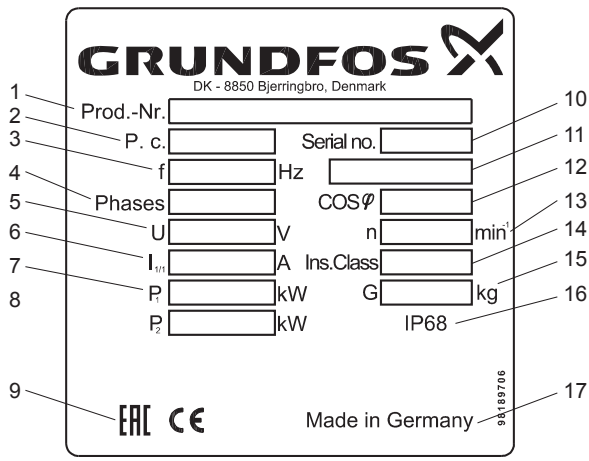 GRUNDFOS
DK - 8850 Bjerringbro, Denmark
1 Prod.-Nr. 10
2 P. c. Serial no. 11
3 f Hz
4 Phases COSφ 12
5 U V n min-1 13
6 I1/1 A Ins.Class 14
7 P1 kW G kg 15
8 P2 kW IP68 16
9 EAC CE Made in Germany 17
98189706